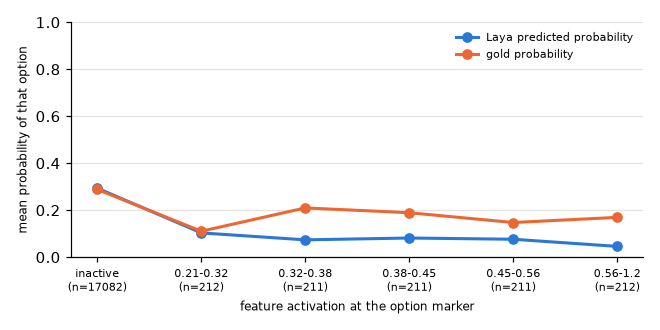 1.0
0.8
0.6
0.4
0.2
0.0
mean probability of that option
Laya predicted probability
gold probability
inactive
(n=17082)
0.21-0.32
(n=212)
0.32-0.38
(n=211)
0.38-0.45
(n=211)
0.45-0.56
(n=211)
0.56-1.2
(n=212)
feature activation at the option marker